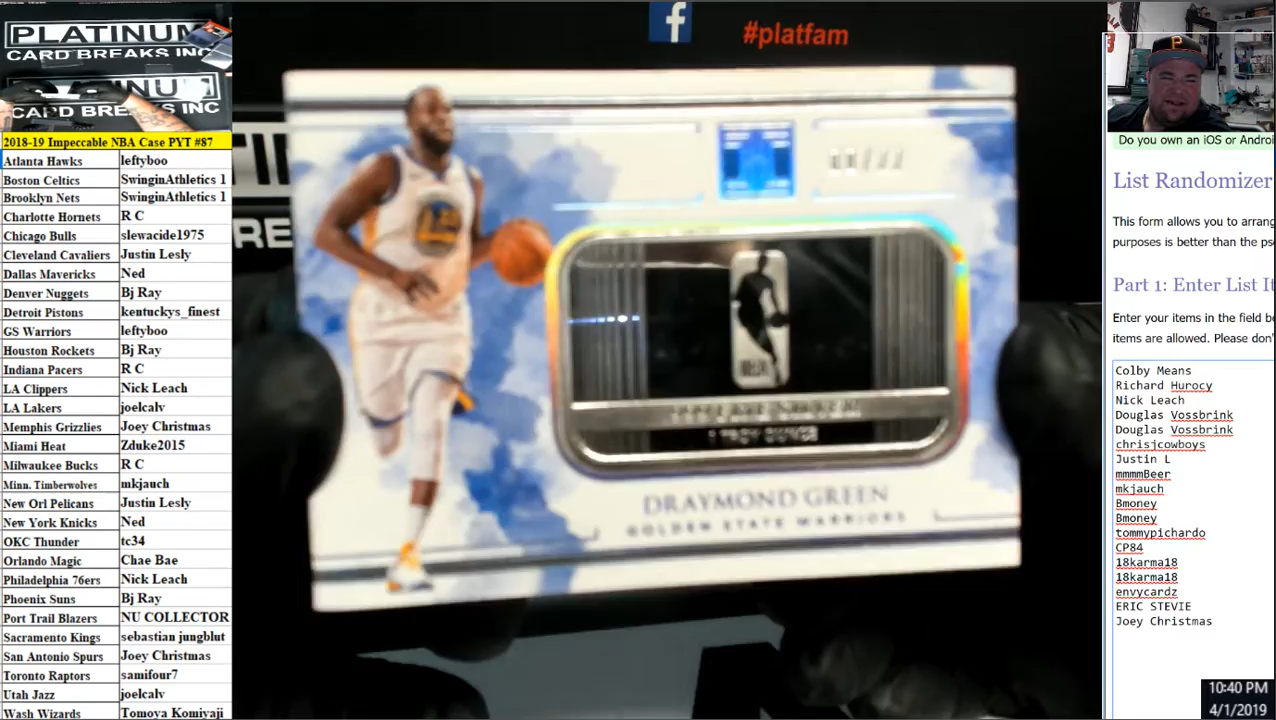 PLATINUM
CARD BREAKS INC
CARD BREAKS INC
f
#platfam
2018-19 Impeccable NBA Case PYT #87
Atlanta Hawks leftyboo
Boston Celtics SwinginAthletics 1
Brooklyn Nets SwinginAthletics 1
Charlotte Hornets R C
Chicago Bulls slewacide1975
Cleveland Cavaliers Justin Lesly
Dallas Mavericks Ned
Denver Nuggets Bj Ray
Detroit Pistons kentuckys_finest
GS Warriors leftyboo
Houston Rockets Bj Ray
Indiana Pacers R C
LA Clippers Nick Leach
LA Lakers joelcalv
Memphis Grizzlies Joey Christmas
Miami Heat Zduke2015
Milwaukee Bucks R C
Minn. Timberwolves mkjauch
New Orl Pelicans Justin Lesly
New York Knicks Ned
OKC Thunder tc34
Orlando Magic Chae Bae
Philadelphia 76ers Nick Leach
Phoenix Suns Bj Ray
Port Trail Blazers NU COLLECTOR
Sacramento Kings sebastian jungblut
San Antonio Spurs Joey Christmas
Toronto Raptors samifour7
Utah Jazz joelcalv
Wash Wizards Tomoya Komiyaji
1 TROY OUNCE
DRAYMOND GREEN
GOLDEN STATE WARRIORS
P
Do you own an iOS or Androi
List Randomizer
This form allows you to arrang
purposes is better than the pse
Part 1: Enter List It
Enter your items in the field be
items are allowed. Please don'
Colby Means
Richard Hurocy
Nick Leach
Douglas Vossbrink
Douglas Vossbrink
chrisjcowboys
Justin L
mmmmBeer
mkjauch
Bmoney
Bmoney
tommypichardo
CP84
18karma18
18karma18
envycardz
ERIC STEVIE
Joey Christmas
10:40 PM
4/1/2019